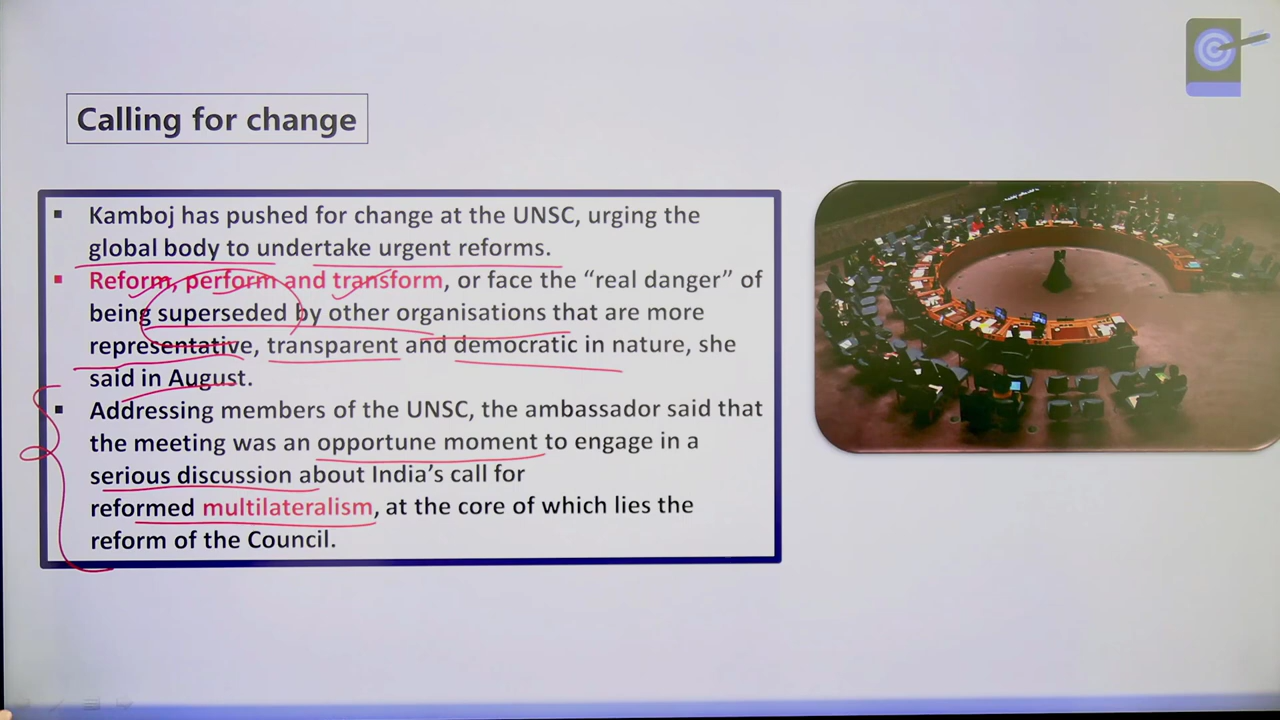 Calling for change
Kamboj has pushed for change at the UNSC, urging the
global body to undertake urgent reforms.
Reform, perform and transform, or face the “real danger” of
being superseded by other organisations that are more
representative, transparent and democratic in nature, she
said in August.
Addressing members of the UNSC, the ambassador said that
the meeting was an opportune moment to engage in a
serious discussion about India’s call for
reformed multilateralism, at the core of which lies the
reform of the Council.